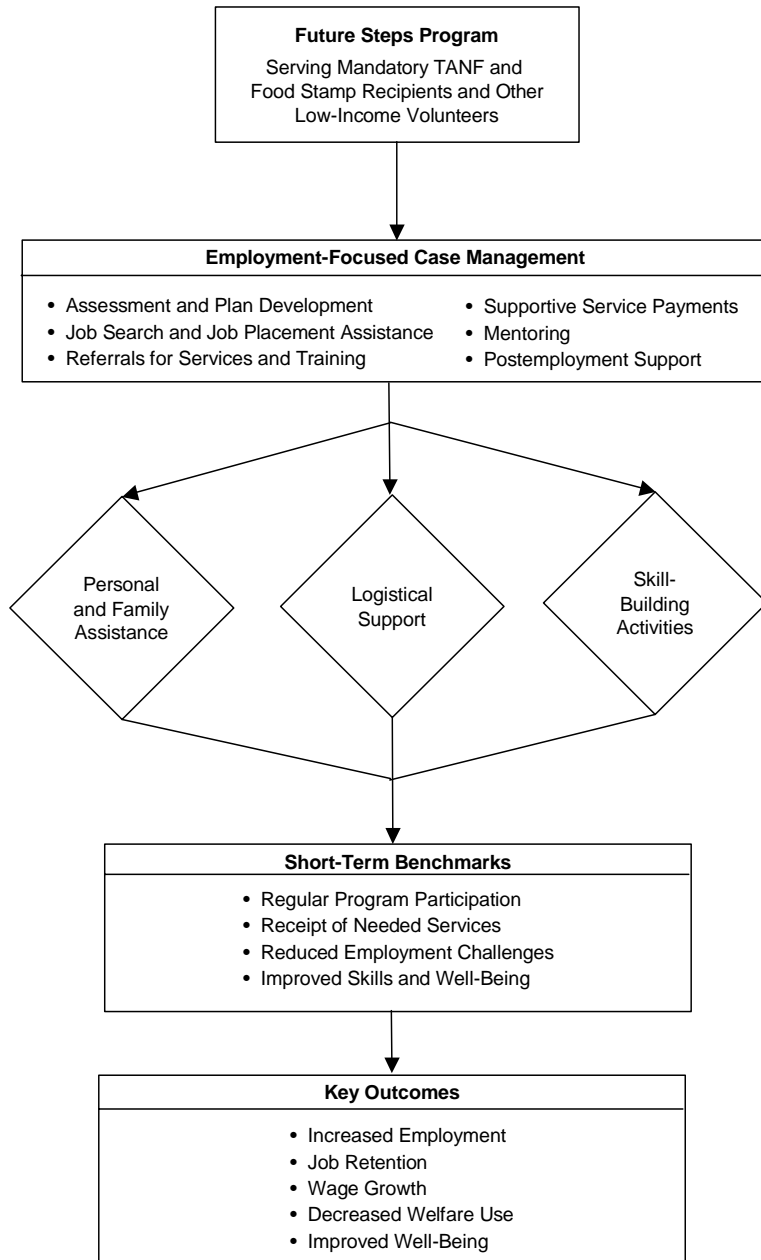 Future Steps Program
Serving Mandatory TANF and
Food Stamp Recipients and Other
Low-Income Volunteers
Employment-Focused Case Management
• Assessment and Plan Development
• Job Search and Job Placement Assistance
• Referrals for Services and Training
• Supportive Service Payments
• Mentoring
• Postemployment Support
Personal
and Family
Assistance
Logistical
Support
Skill-
Building
Activities
Short-Term Benchmarks
• Regular Program Participation
• Receipt of Needed Services
• Reduced Employment Challenges
• Improved Skills and Well-Being
Key Outcomes
• Increased Employment
• Job Retention
• Wage Growth
• Decreased Welfare Use
• Improved Well-Being